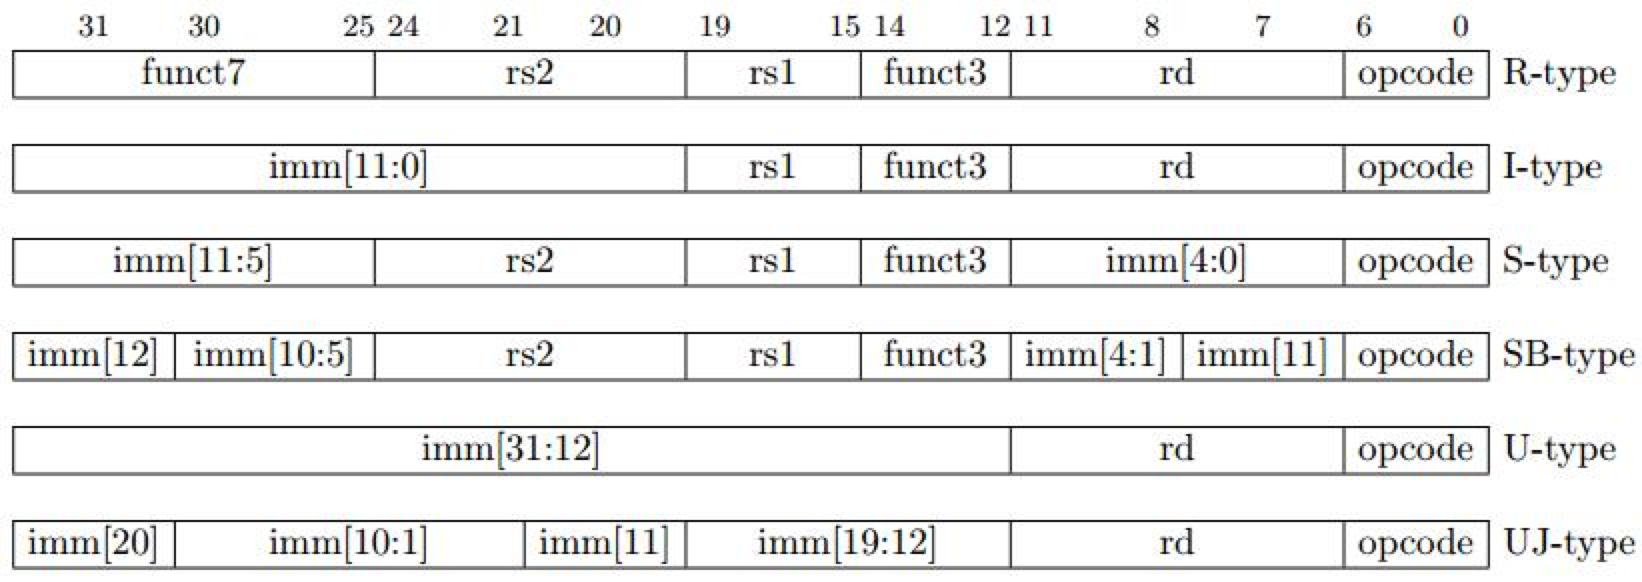 31 30 25 24 21 20 19 15 14 12 11 8 7 6 0
funct7 rs2 rs1 funct3 rd opcode R-type
imm[11:0] rs1 funct3 rd opcode I-type
imm[11:5] rs2 rs1 funct3 imm[4:0] opcode S-type
imm[12] imm[10:5] rs2 rs1 funct3 imm[4:1] imm[11] opcode SB-type
imm[31:12] rd opcode U-type
imm[20] imm[10:1] imm[11] imm[19:12] rd opcode UJ-type